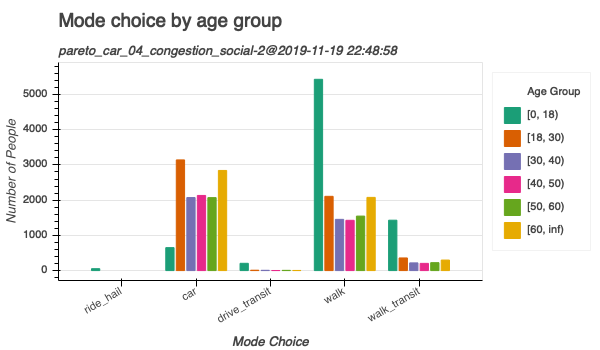 Mode choice by age group
pareto_car_04_congestion_social-2@2019-11-19 22:48:58
Number of People
5000
4000
3000
2000
1000
0
ride_hail
car
drive_transit
walk
walk_transit
Mode Choice
Age Group
[0, 18)
[18, 30)
[30, 40)
[40, 50)
[50, 60)
[60, inf)